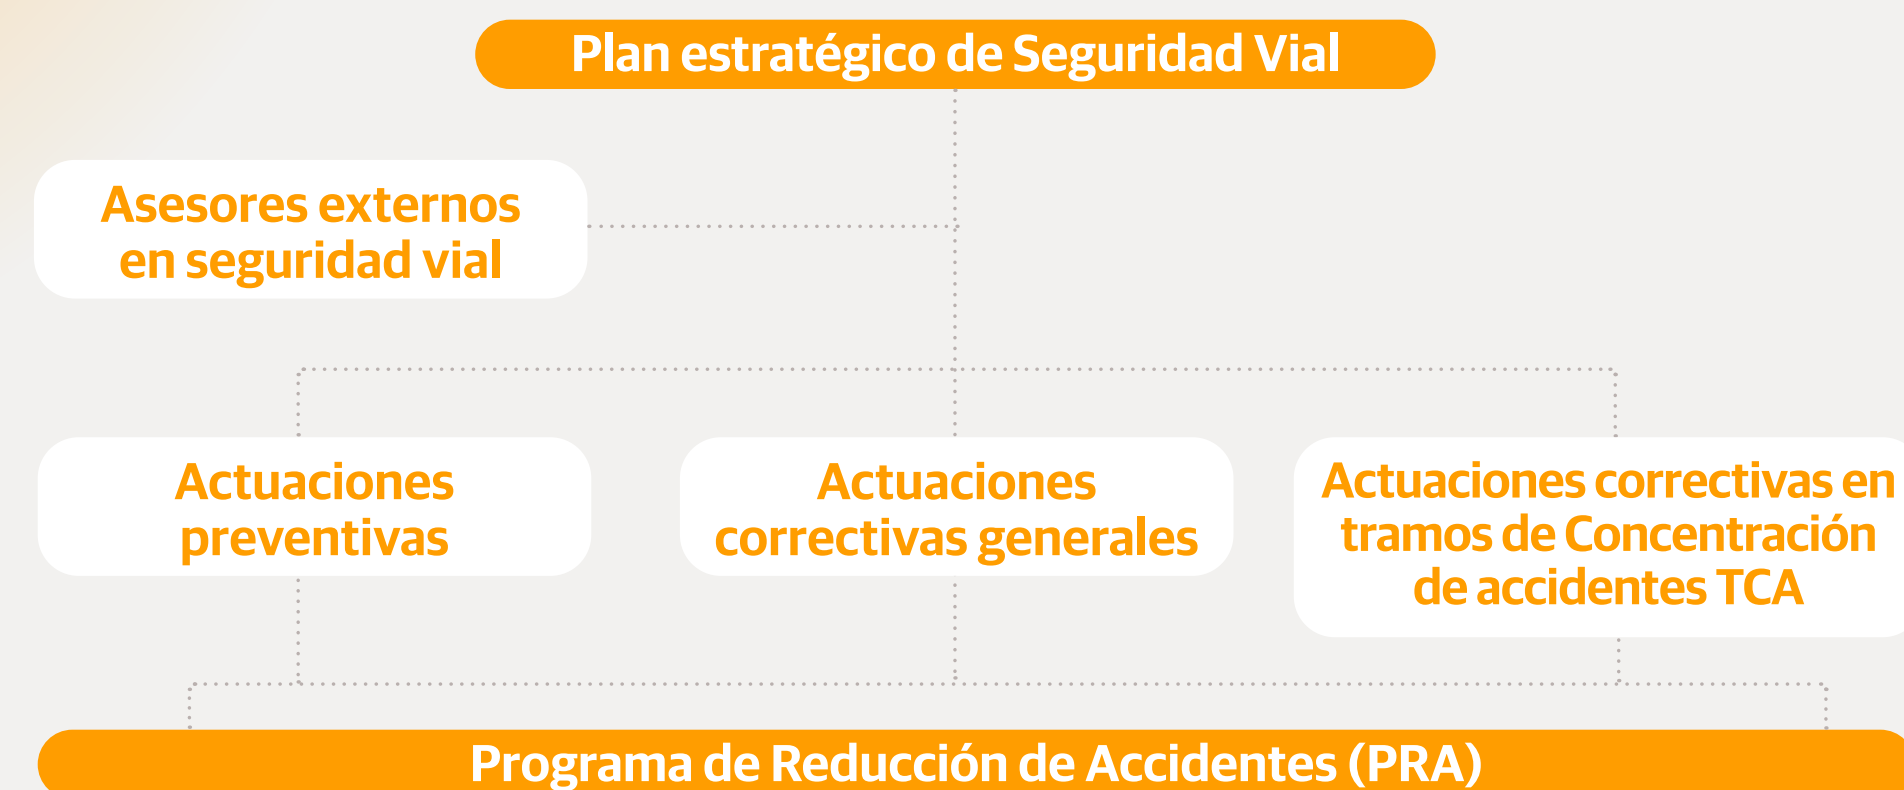 Plan estratégico de Seguridad Vial
Asesores externos
en seguridad vial
Actuaciones
preventivas
Actuaciones
correctivas generales
Actuaciones correctivas en
tramos de Concentración
de accidentes TCA
Programa de Reducción de Accidentes (PRA)